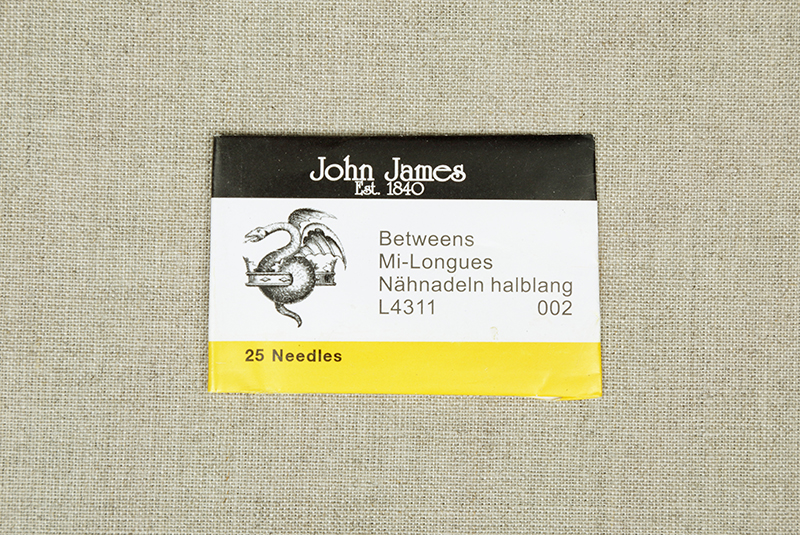 John James
Est. 1840
Betweens
Mi-Longues
Nähnadeln halblang
L4311 002
25 Needles